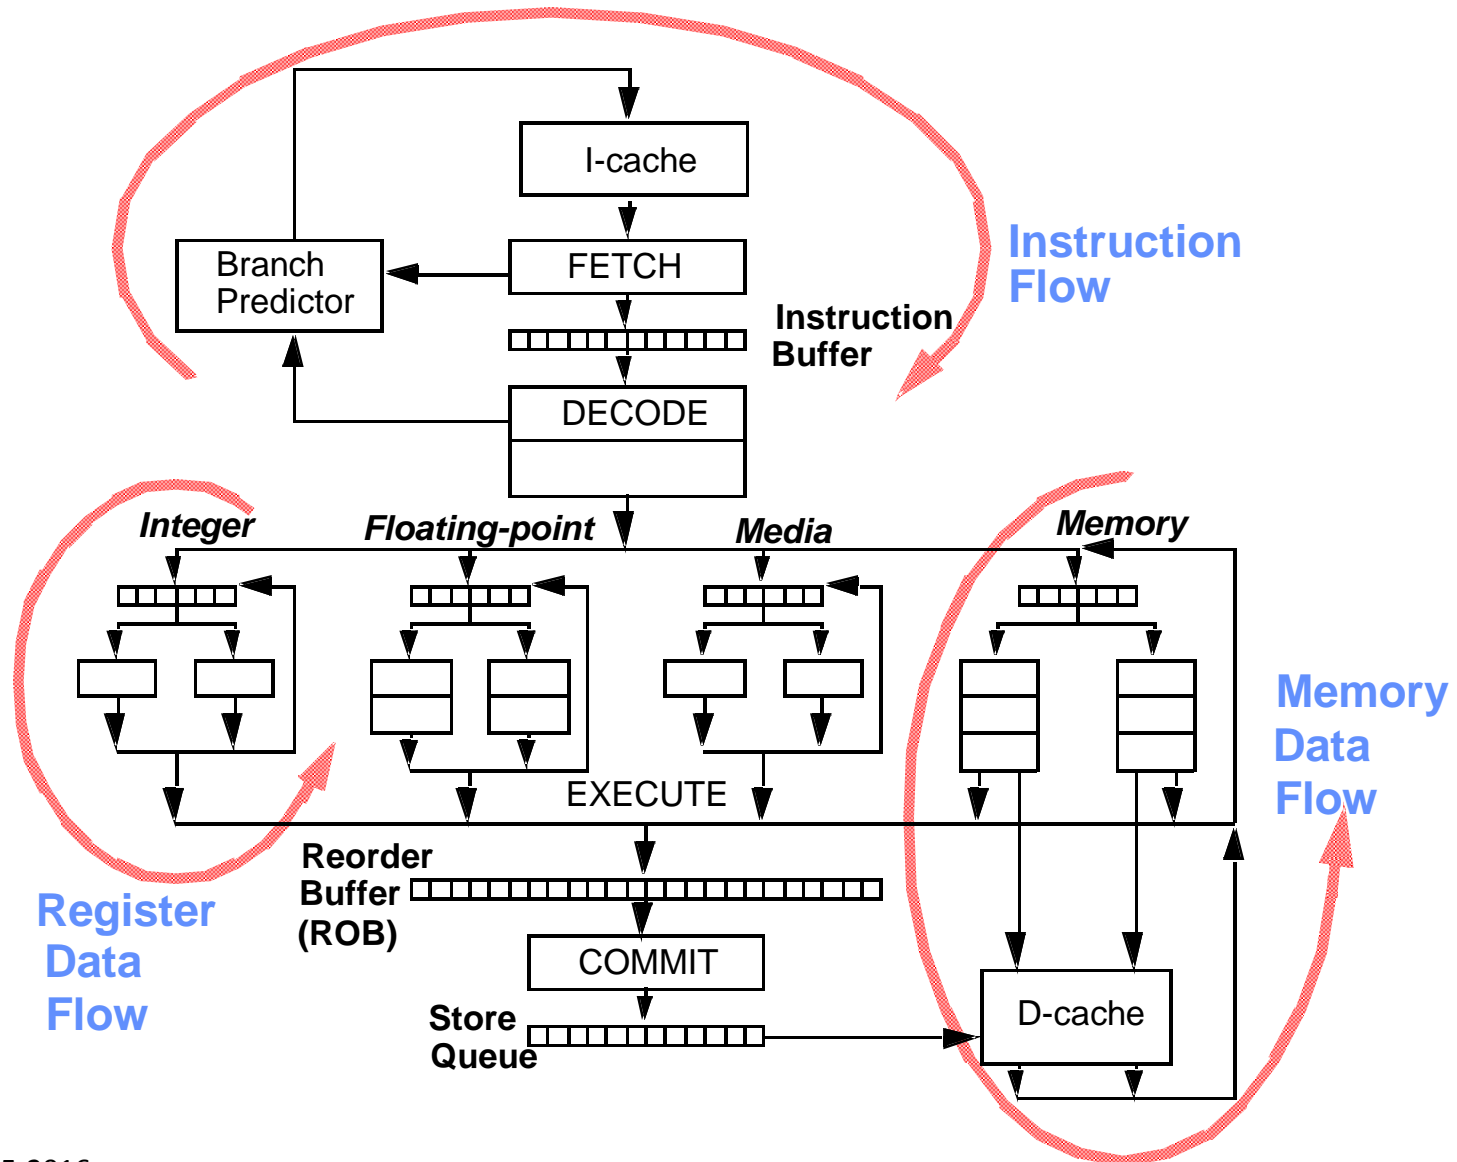 I-cache
Instruction
Flow
Branch
Predictor
FETCH
Instruction
Buffer
DECODE
Integer
Floating-point
Media
Memory
Memory
Data
Flow
EXECUTE
Reorder
Buffer
(ROB)
Register
Data
Flow
COMMIT
Store
Queue
D-cache